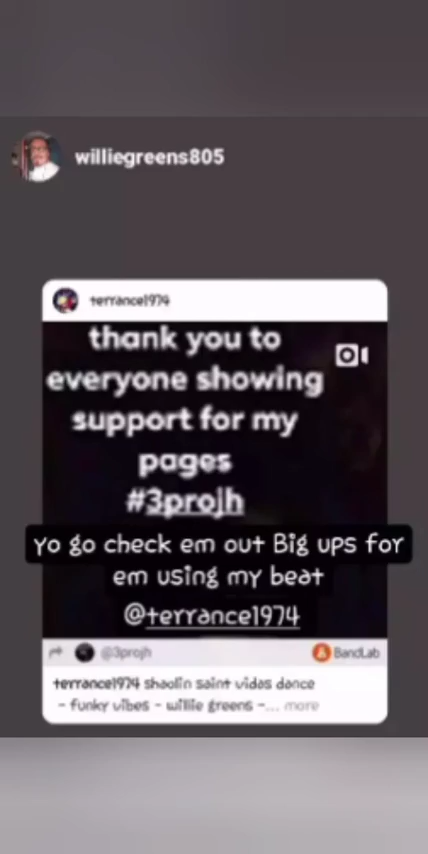 williegreens805
terrance1974
thank you to
everyone showing
support for my
pages
#3projh
yo go check em out Big ups for
em using my beat
@terrance1974
@3projh BandLab
terrance1974 shaolin saint vidas dance
- funky vibes - willie greens -... more